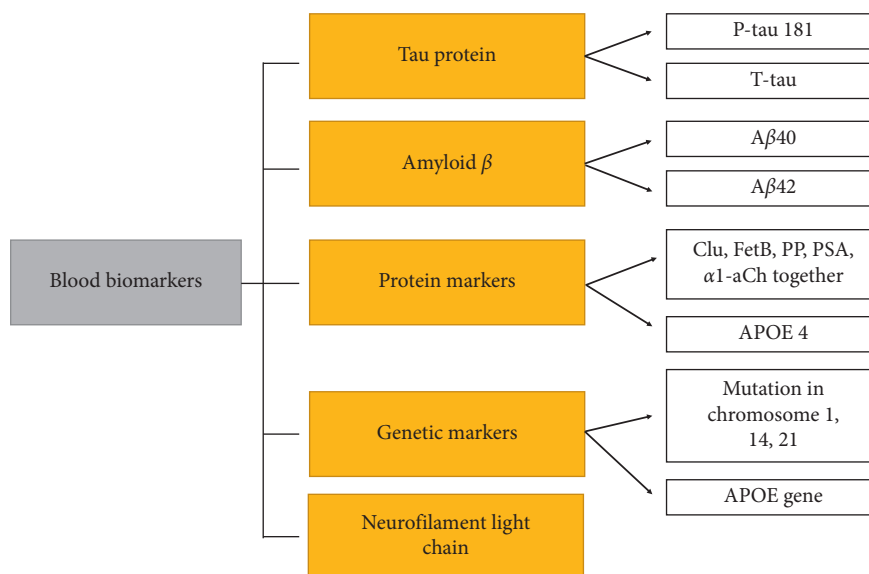 Blood biomarkers
Tau protein
P-tau 181
T-tau
Amyloid β
Aβ40
Aβ42
Protein markers
Clu, FetB, PP, PSA,
α1-aCh together
APOE 4
Genetic markers
Mutation in
chromosome 1,
14, 21
APOE gene
Neurofilament light
chain